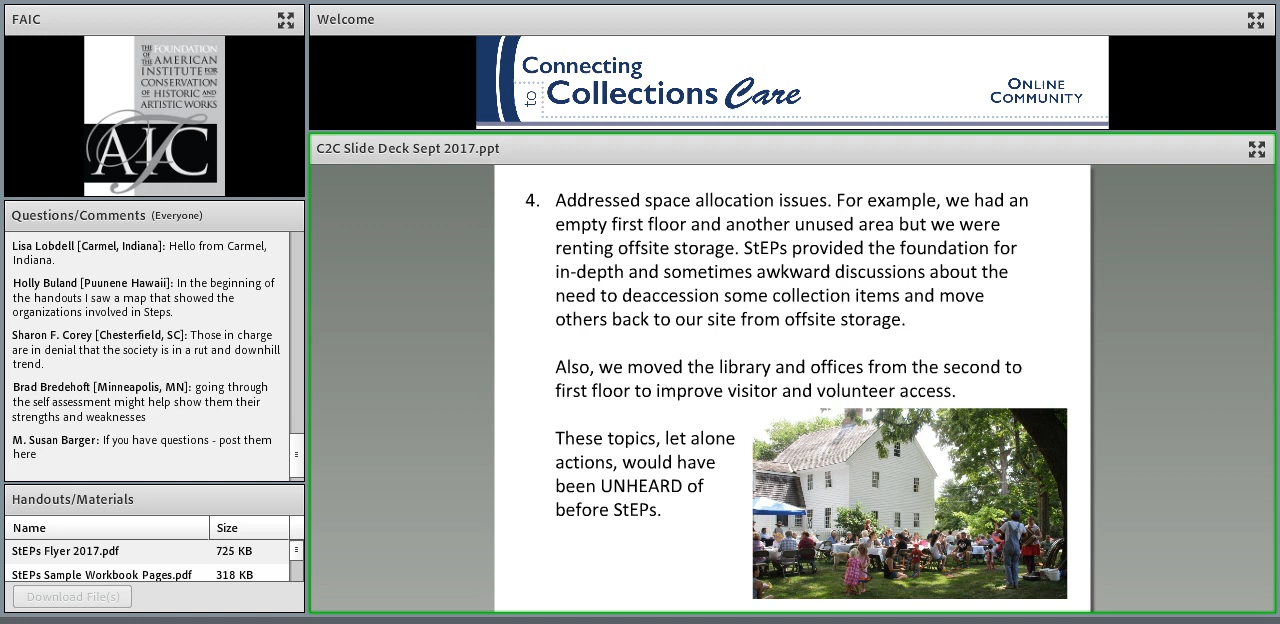 FAIC
THE FOUNDATION
OF THE AMERICAN
INSTITUTE FOR
CONSERVATION
OF HISTORIC AND
ARTISTIC WORKS
AIC
Questions/Comments (Everyone)
Lisa Lobdell [Carmel, Indiana]: Hello from Carmel,
Indiana.
Holly Buland [Puunene Hawaii]: In the beginning of
the handouts I saw a map that showed the
organizations involved in Steps.
Sharon F. Corey [Chesterfield, SC]: Those in charge
are in denial that the society is in a rut and downhill
trend.
Brad Bredehoft [Minneapolis, MN]: going through
the self assessment might help show them their
strengths and weaknesses
M. Susan Barger: If you have questions - post them
here
Handouts/Materials
Name Size
StEPs Flyer 2017.pdf 725 KB
StEPs Sample Workbook Pages.pdf 318 KB
Download File(s)
Welcome
Connecting
to Collections Care
ONLINE
COMMUNITY
C2C Slide Deck Sept 2017.ppt
4. Addressed space allocation issues. For example, we had an
empty first floor and another unused area but we were
renting offsite storage. StEPs provided the foundation for
in-depth and sometimes awkward discussions about the
need to deaccession some collection items and move
others back to our site from offsite storage.
Also, we moved the library and offices from the second to
first floor to improve visitor and volunteer access.
These topics, let alone
actions, would have
been UNHEARD of
before StEPs.